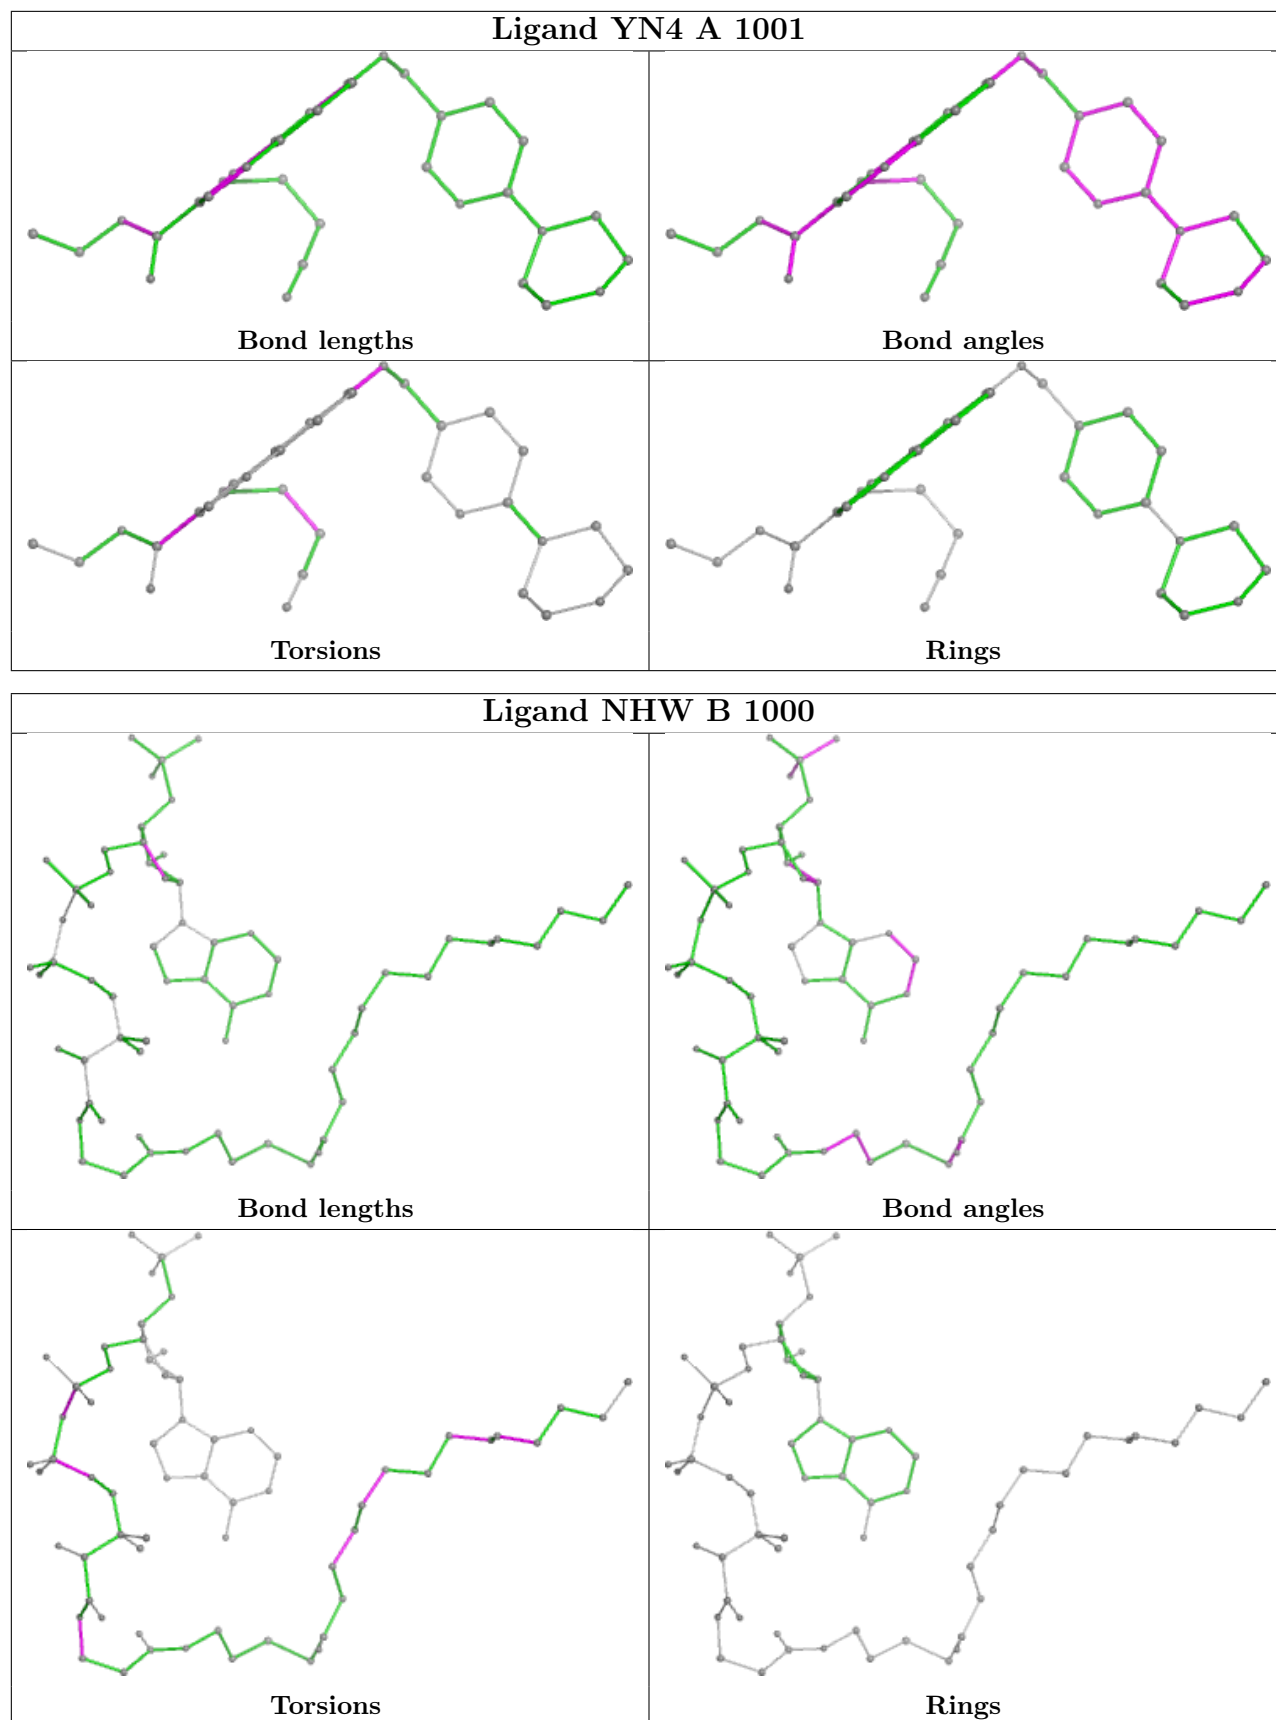 Ligand YN4 A 1001
Bond lengths
Bond angles
Torsions
Rings
Ligand NHW B 1000
Bond lengths
Bond angles
Torsions
Rings